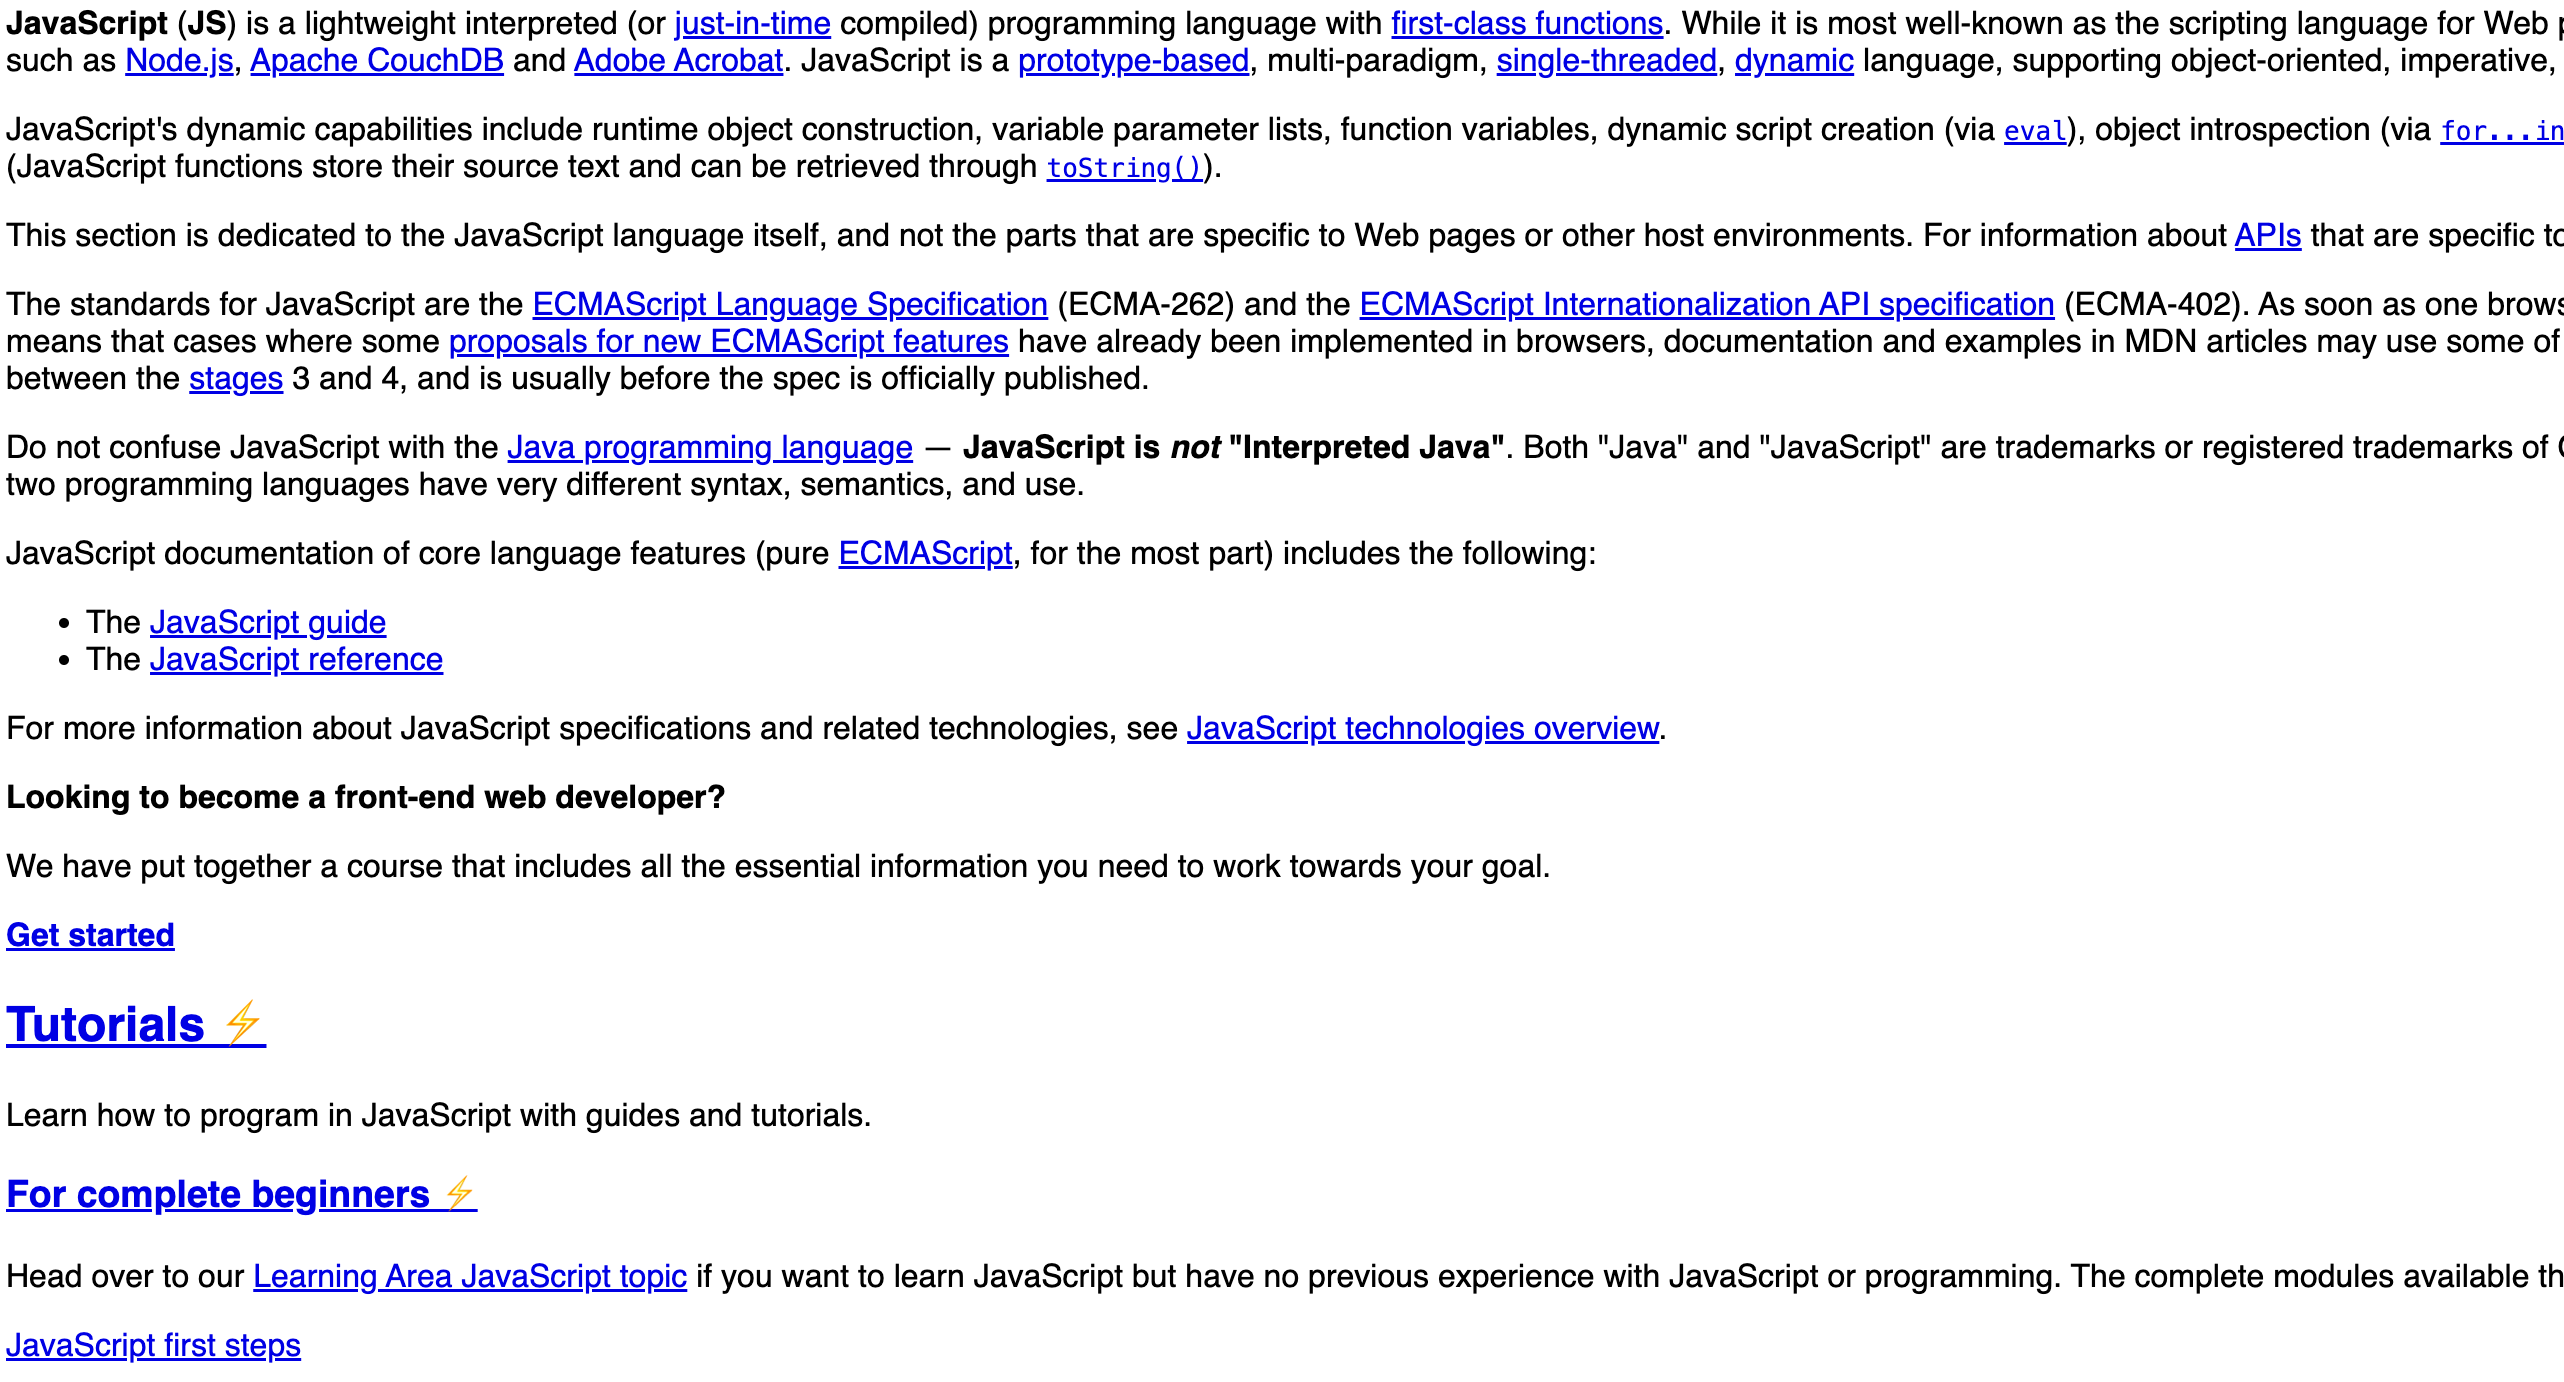 JavaScript (JS) is a lightweight interpreted (or just-in-time compiled) programming language with first-class functions. While it is most well-known as the scripting language for Web
such as Node.js, Apache CouchDB and Adobe Acrobat. JavaScript is a prototype-based, multi-paradigm, single-threaded, dynamic language, supporting object-oriented, imperative,
JavaScript's dynamic capabilities include runtime object construction, variable parameter lists, function variables, dynamic script creation (via eval), object introspection (via for...in
(JavaScript functions store their source text and can be retrieved through toString()).
This section is dedicated to the JavaScript language itself, and not the parts that are specific to Web pages or other host environments. For information about APIs that are specific to
The standards for JavaScript are the ECMAScript Language Specification (ECMA-262) and the ECMAScript Internationalization API specification (ECMA-402). As soon as one
means that cases where some proposals for new ECMAScript features have already been implemented in browsers, documentation and examples in MDN articles may use some of
between the stages 3 and 4, and is usually before the spec is officially published.
Do not confuse JavaScript with the Java programming language — JavaScript is not "Interpreted Java". Both "Java" and "JavaScript" are trademarks or registered trademarks of
two programming languages have very different syntax, semantics, and use.
JavaScript documentation of core language features (pure ECMAScript, for the most part) includes the following:
• The JavaScript guide
• The JavaScript reference
For more information about JavaScript specifications and related technologies, see JavaScript technologies overview.
Looking to become a front-end web developer?
We have put together a course that includes all the essential information you need to work towards your goal.
Get started
Tutorials ⚡
Learn how to program in JavaScript with guides and tutorials.
For complete beginners ⚡
Head over to our Learning Area JavaScript topic if you want to learn JavaScript but have no previous experience with JavaScript or programming. The complete modules available
JavaScript first steps